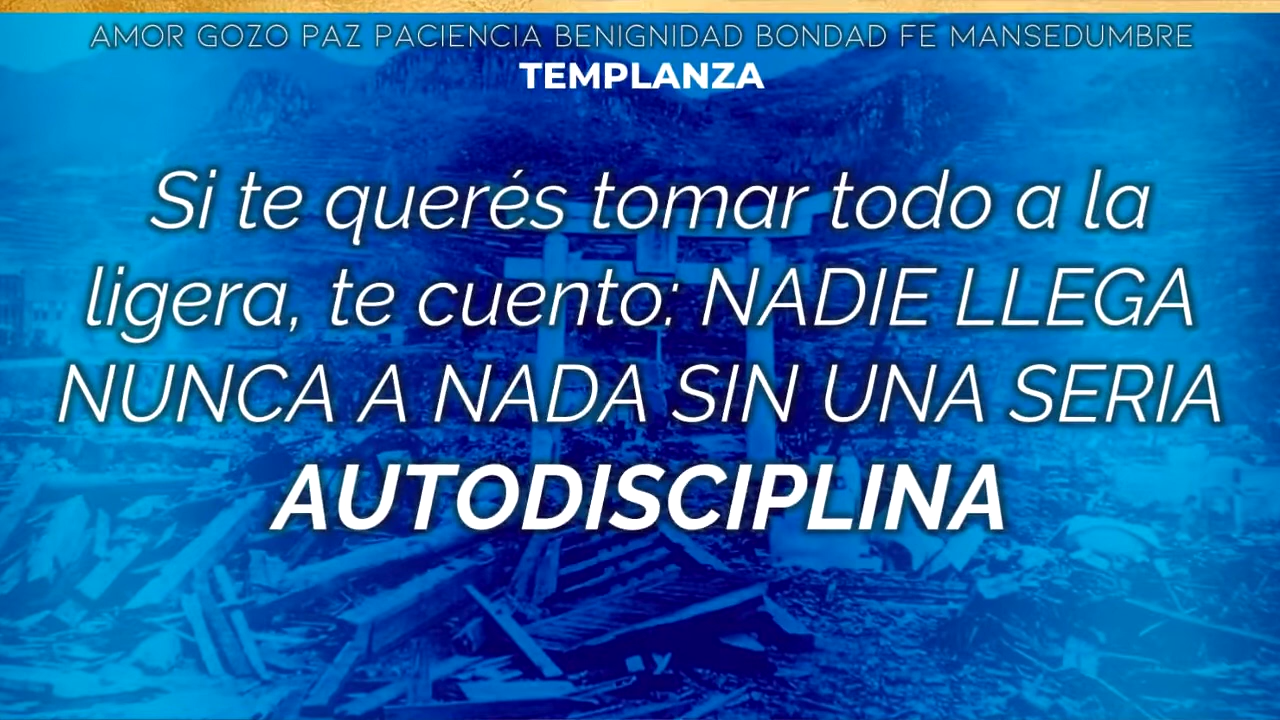 AMOR GOZO PAZ PACIENCIA BENIGNIDAD BONDAD FE MANSEDUMBRE
TEMPLANZA
Si te querés tomar todo a la
ligera, te cuento: NADIE LLEGA
NUNCA A NADA SIN UNA SERIA
AUTODISCIPLINA